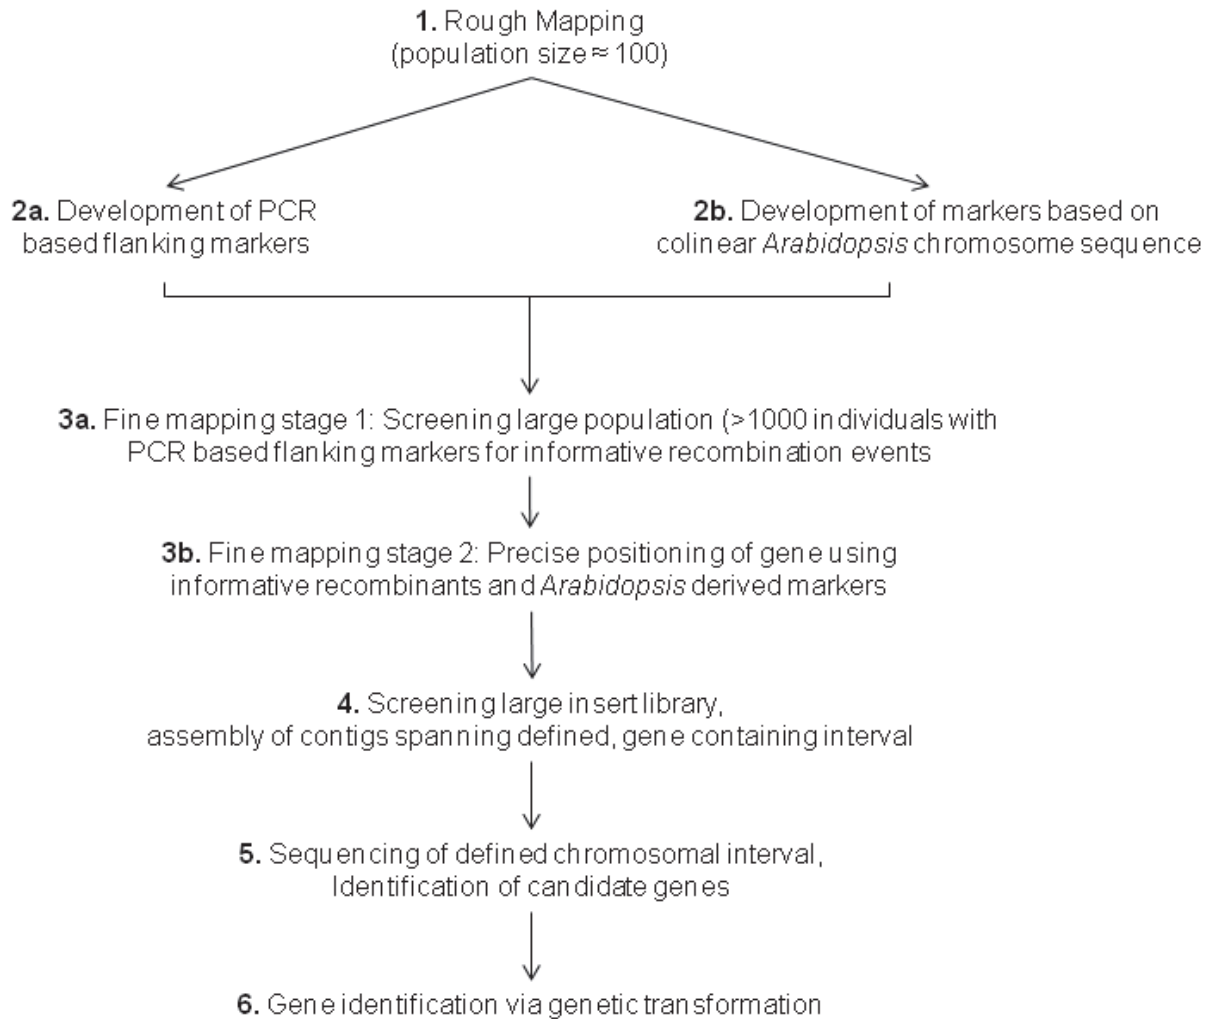 1. Rough Mapping
(population size ≈ 100)
2a. Development of PCR
based flanking markers
2b. Development of markers based on
colinear Arabidopsis chromosome sequence
3a. Fine mapping stage 1: Screening large population (>1000 individuals with
PCR based flanking markers for informative recombination events
3b. Fine mapping stage 2: Precise positioning of gene using
informative recombinants and Arabidopsis derived markers
4. Screening large insert library,
assembly of contigs spanning defined, gene containing interval
5. Sequencing of defined chromosomal interval,
Identification of candidate genes
6. Gene identification via genetic transformation